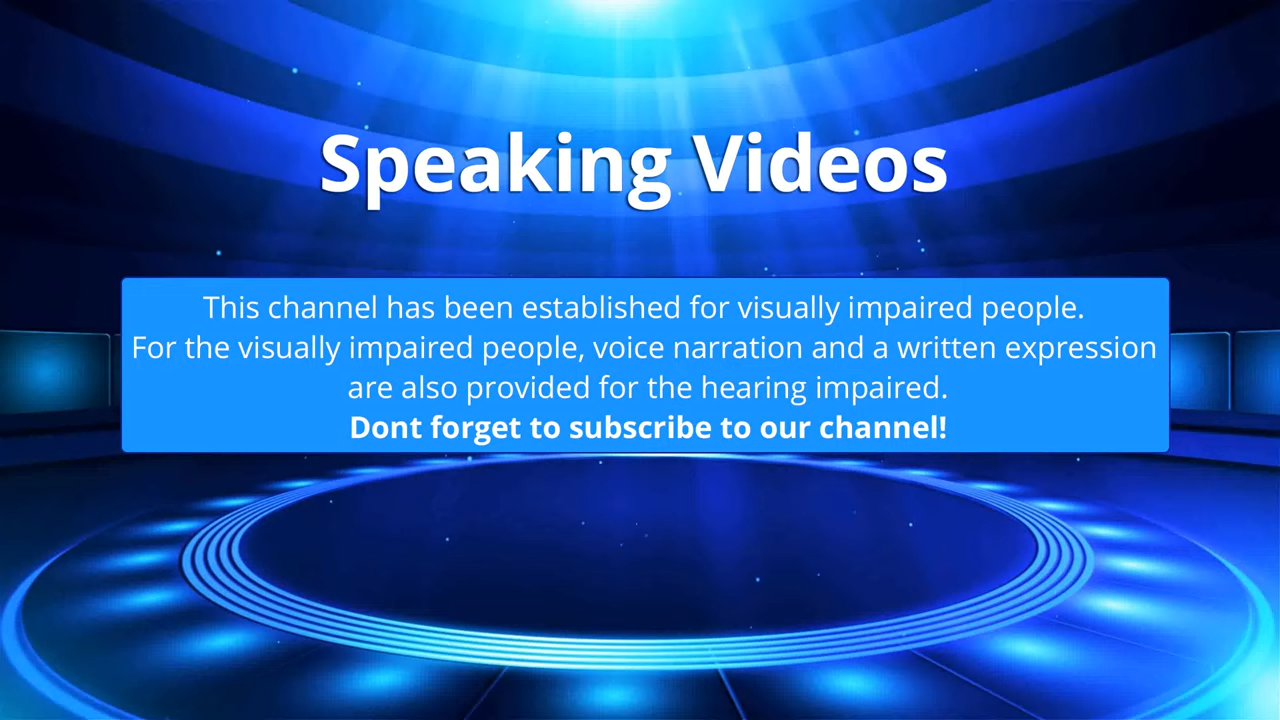 Speaking Videos
This channel has been established for visually impaired people.
For the visually impaired people, voice narration and a written expression
are also provided for the hearing impaired.
Dont forget to subscribe to our channel!